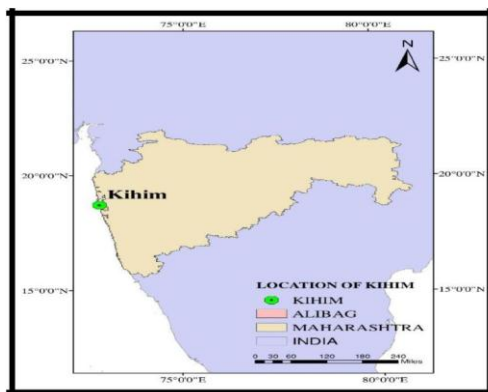 75°0'0"E 80°0'0"E
N
25°0'0"N 25°0'0"N
20°0'0"N 20°0'0"N
Kihim
15°0'0"N 15°0'0"N
LOCATION OF KIHIM
KIHIM
ALIBAG
MAHARASHTRA
INDIA
0 30 60 120 180 240
Miles
75°0'0"E 80°0'0"E